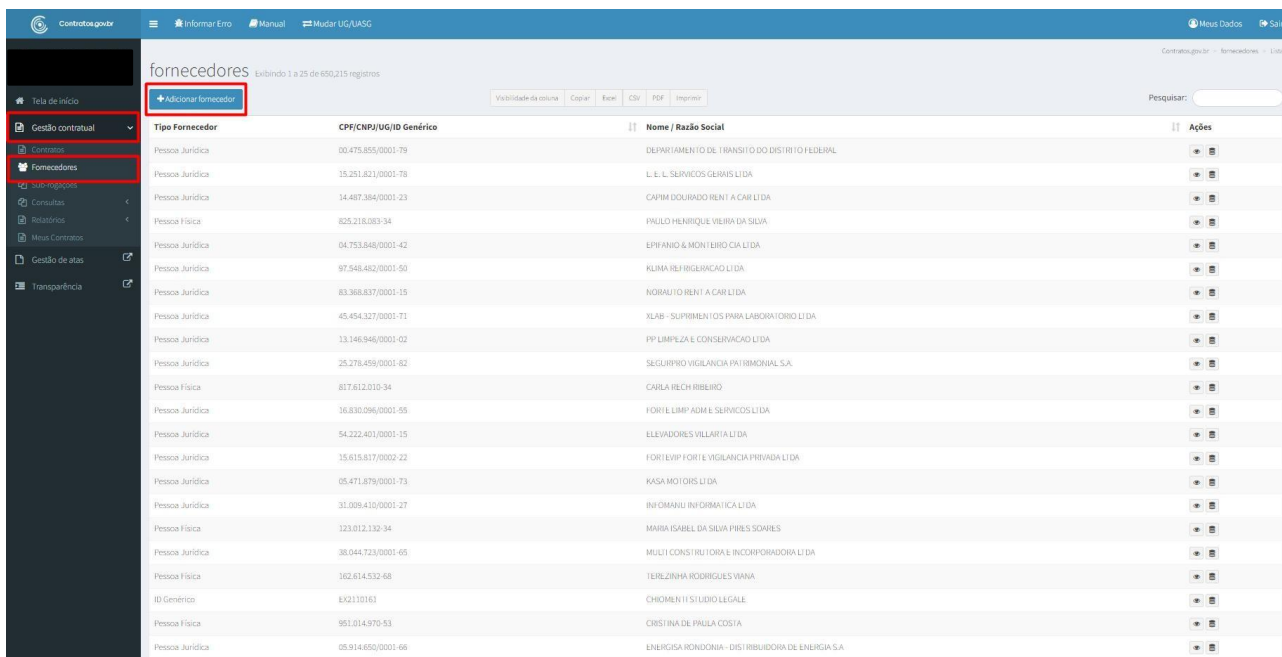 Contratos.gov.br
Informar Erro Manual Mudar UG/UASG
Meus Dados Sair
Contratos.gov.br > fornecedores > Lista
fornecedores Exibindo 1 a 25 de 650,215 registros
Tela de início
Gestão contratual
Contratos
Fornecedores
Sub-rogações
Consultas
Relatórios
Meus Contratos
Gestão de atas
Transparência
Adicionar fornecedor
Visibilidade da coluna Copiar Excel CSV PDF Imprimir
Pesquisar:
Tipo Fornecedor CPF/CNPJ/UG/ID Genérico Nome / Razão Social Ações
Pessoa Jurídica 00.475.855/0001-79 DEPARTAMENTO DE TRANSITO DO DISTRITO FEDERAL
Pessoa Jurídica 15.251.821/0001-78 L. E. L. SERVICOS GERAIS LTDA
Pessoa Jurídica 14.487.384/0001-23 CAPIM DOURADO RENT A CAR LTDA
Pessoa Física 825.218.083-34 PAULO HENRIQUE VIEIRA DA SILVA
Pessoa Jurídica 04.753.848/0001-42 EPIFANIO & MONTEIRO CIA LTDA
Pessoa Jurídica 97.548.482/0001-50 KLIMA REFRIGERACAO LTDA
Pessoa Jurídica 83.368.837/0001-15 NORAUTO RENT A CAR LTDA
Pessoa Jurídica 45.454.327/0001-71 XLAB - SUPRIMENTOS PARA LABORATORIO LTDA
Pessoa Jurídica 13.146.946/0001-02 PP LIMPEZA E CONSERVACAO LTDA
Pessoa Jurídica 25.278.459/0001-82 SEGURPRO VIGILANCIA PATRIMONIAL S.A.
Pessoa Física 817.612.010-34 CARLA RECH RIBEIRO
Pessoa Jurídica 16.830.096/0001-55 FORTE LIMP ADM E SERVICOS LTDA
Pessoa Jurídica 54.222.401/0001-15 ELEVADORES VILLARTA LTDA
Pessoa Jurídica 15.615.817/0002-22 FORTEVIP FORTE VIGILANCIA PRIVADA LTDA
Pessoa Jurídica 05.471.879/0001-73 KASA MOTORS LTDA
Pessoa Jurídica 31.009.410/0001-27 INFOMANU INFORMATICA LTDA
Pessoa Física 123.012.132-34 MARIA ISABEL DA SILVA PIRES SOARES
Pessoa Jurídica 38.044.723/0001-65 MULTI CONSTRUTORA E INCORPORADORA LTDA
Pessoa Física 162.614.532-68 TEREZINHA RODRIGUES VIANA
ID Genérico EX2110161 CHIOMENTI STUDIO LEGALE
Pessoa Física 951.014.970-53 CRISTINA DE PAULA COSTA
Pessoa Jurídica 05.914.650/0001-66 ENERGISA RONDONIA - DISTRIBUIDORA DE ENERGIA S.A